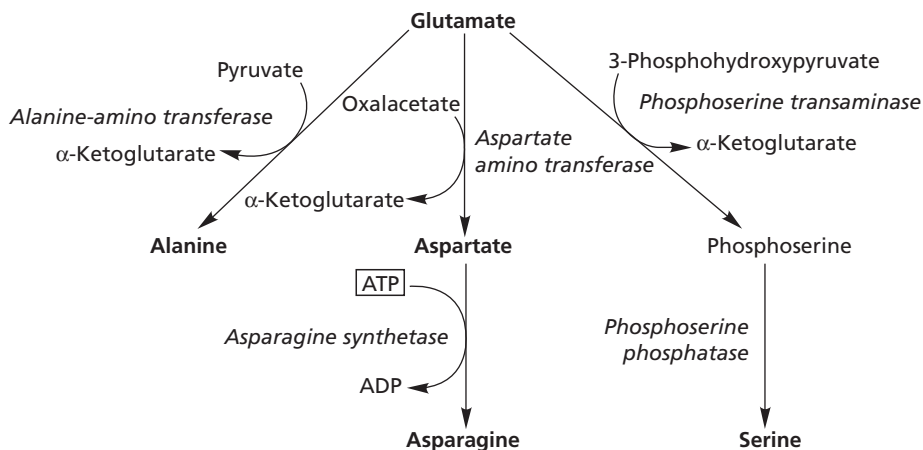 Glutamate
Pyruvate
3-Phosphohydroxypyruvate
Oxalacetate
Alanine-amino transferase
Phosphoserine transaminase
Aspartate
amino transferase
α-Ketoglutarate
α-Ketoglutarate
α-Ketoglutarate
Alanine
Aspartate
Phosphoserine
ATP
Asparagine synthetase
Phosphoserine
phosphatase
ADP
Asparagine
Serine